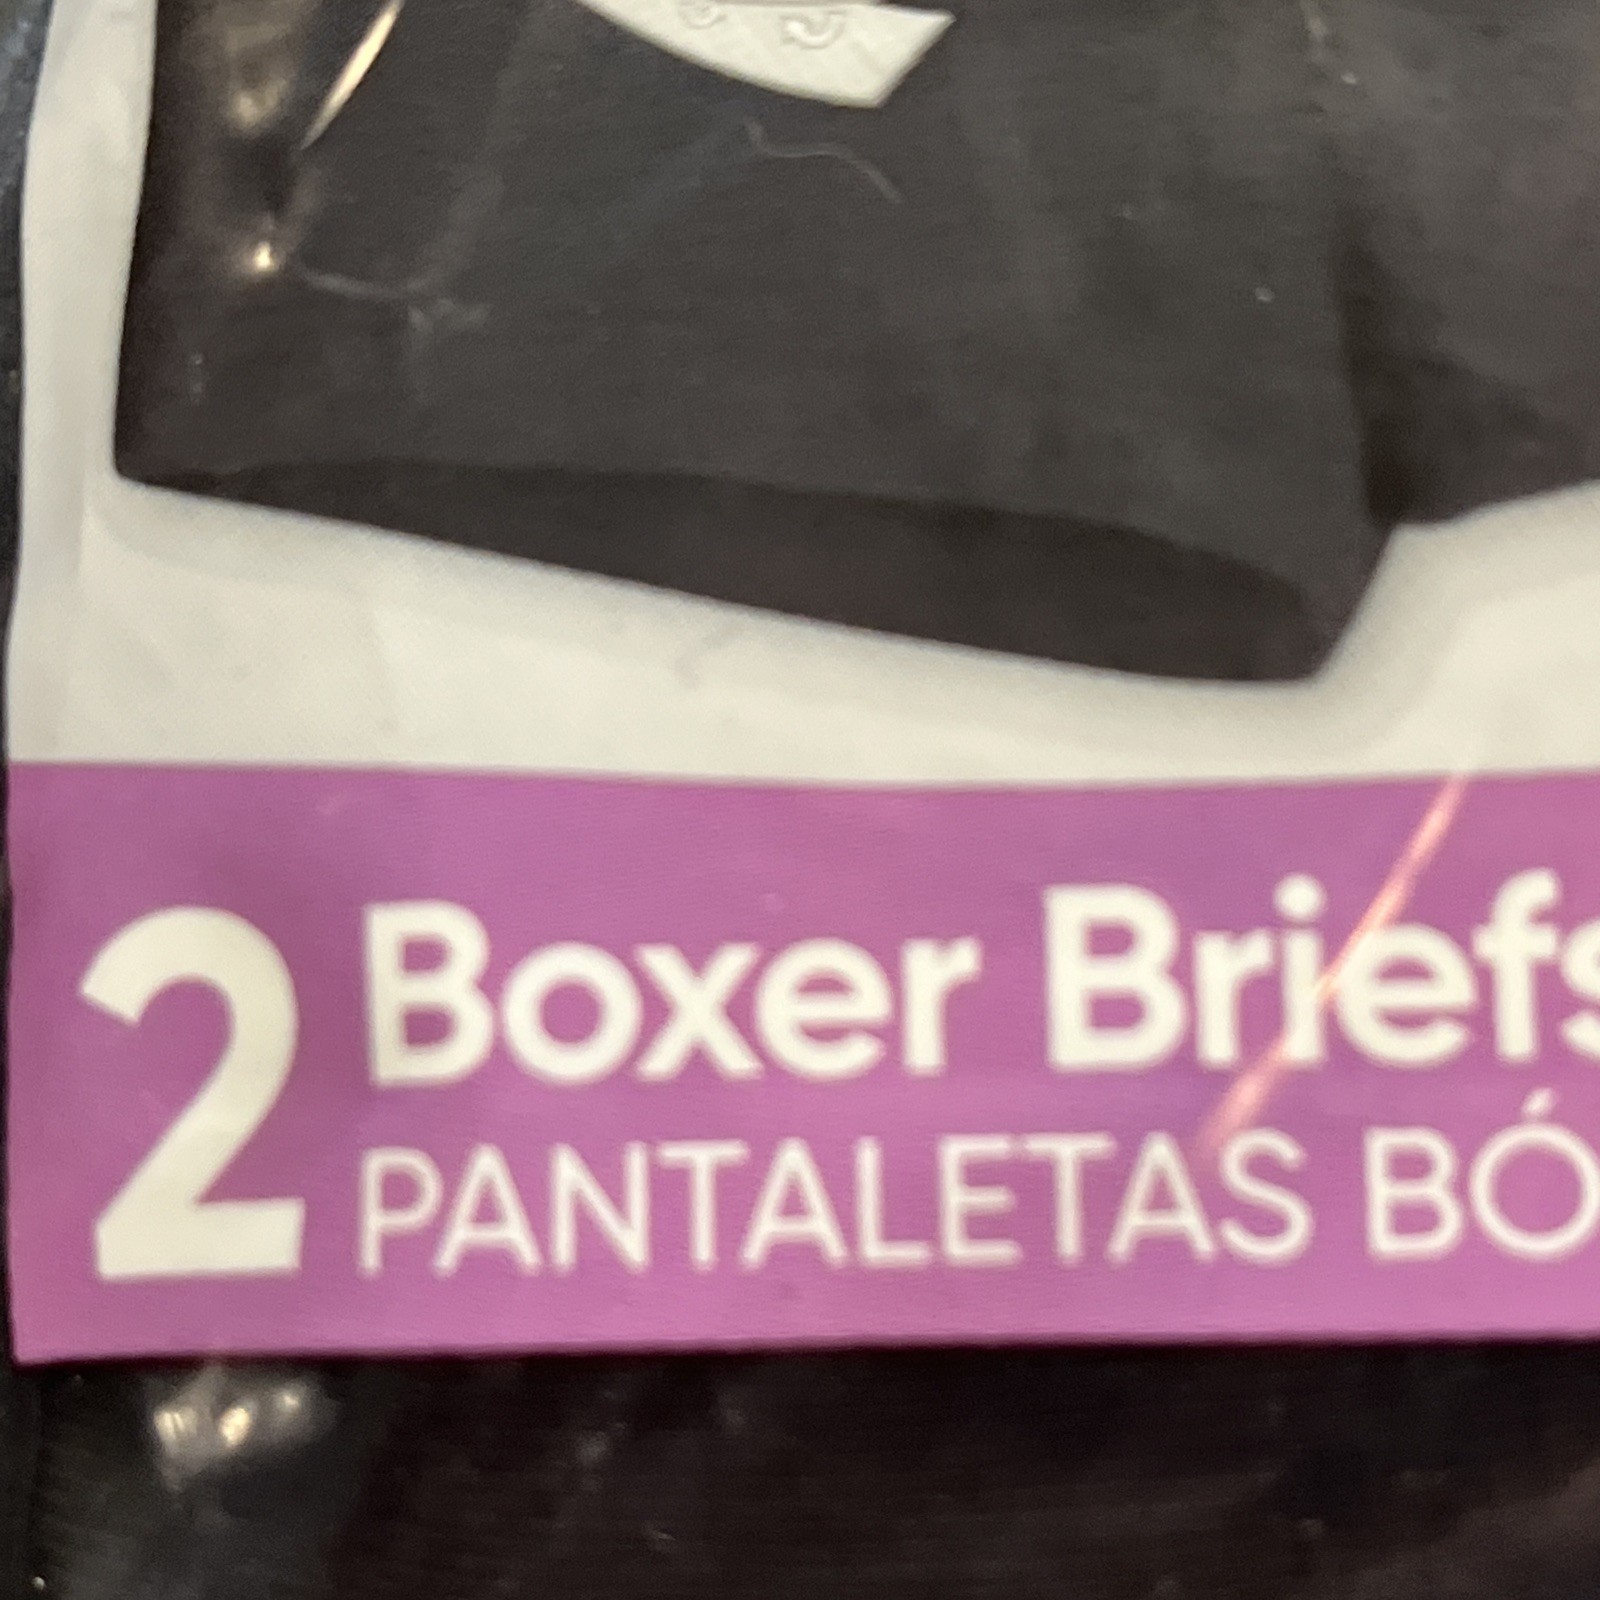 2 Boxer Briefs
PANTALETAS BÓ